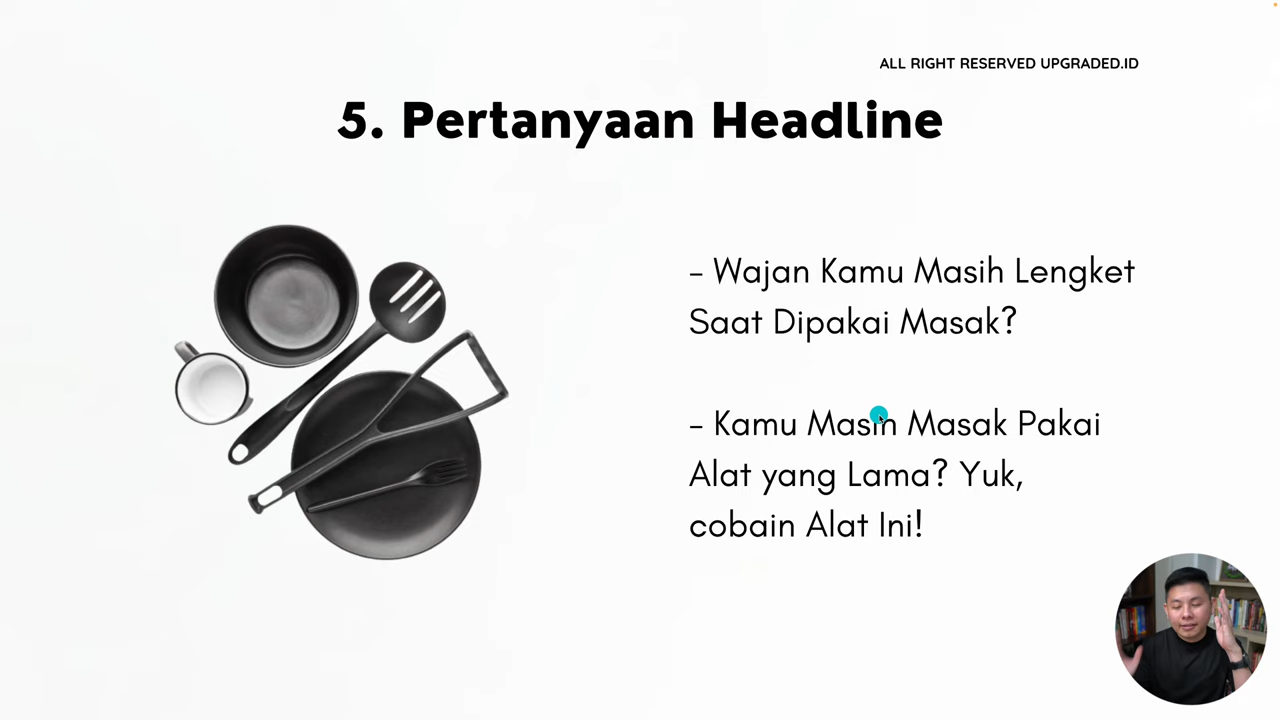 ALL RIGHT RESERVED UPGRADED.ID
5. Pertanyaan Headline
- Wajan Kamu Masih Lengket
Saat Dipakai Masak?
- Kamu Masih Masak Pakai
Alat yang Lama? Yuk,
cobain Alat Ini!